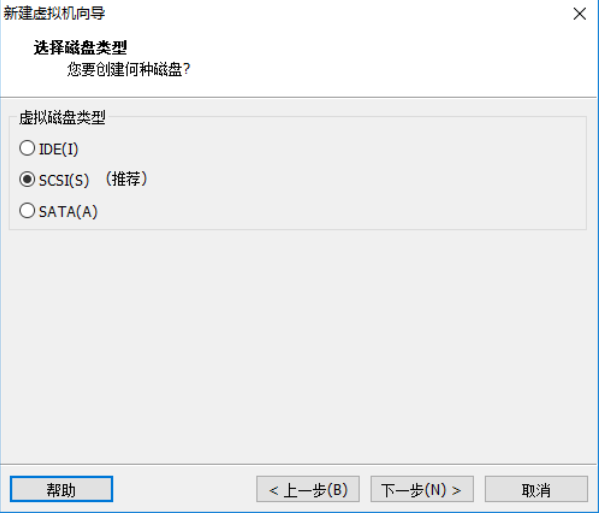 新建虚拟机向导
选择磁盘类型
您要创建何种磁盘?
虚拟磁盘类型
IDE(I)
SCSI(S) （推荐）
SATA(A)
帮助 < 上一步(B) 下一步(N) > 取消